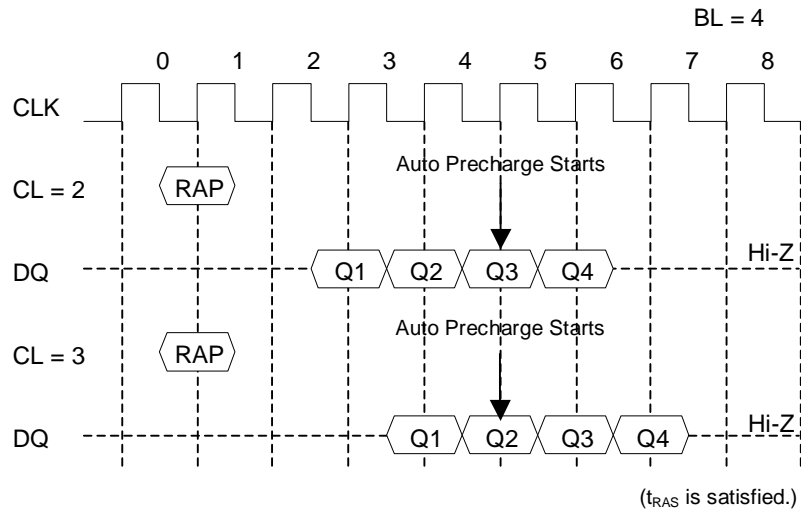 BL = 4
0 1 2 3 4 5 6 7 8
CLK
Auto Precharge Starts
CL = 2 RAP
DQ Q1 Q2 Q3 Q4 Hi-Z
Auto Precharge Starts
CL = 3 RAP
DQ Q1 Q2 Q3 Q4 Hi-Z
(tRAS is satisfied.)